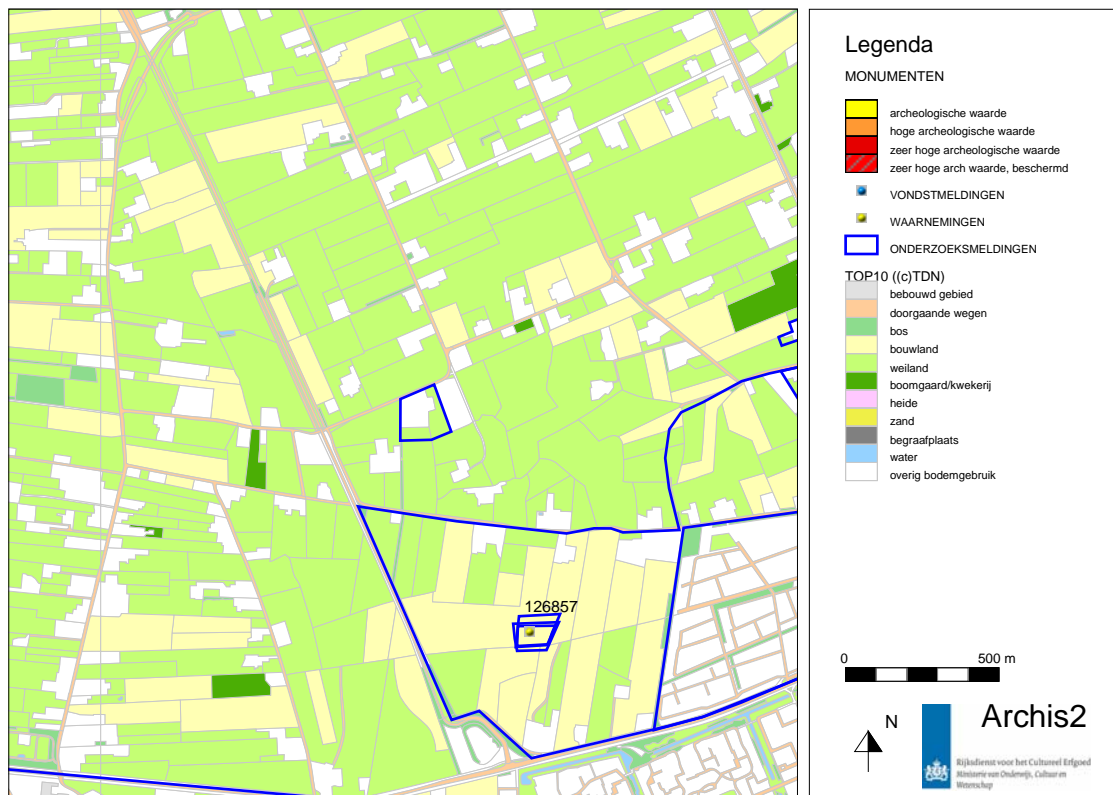 126857
Legenda
MONUMENTEN
archeologische waarde
hoge archeologische waarde
zeer hoge archeologische waarde
zeer hoge arch waarde, beschermd
VONDSTMELDINGEN
WAARNEMINGEN
ONDERZOEKSMELDINGEN
TOP10 ((c)TDN)
bebouwd gebied
doorgaande wegen
bos
bouwland
weiland
boomgaard/kwekerij
heide
zand
begraafplaats
water
overig bodemgebruik
0 500 m
N
Archis2
Rijksdienst voor het Cultureel Erfgoed
Ministerie van Onderwijs, Cultuur en
Wetenschap